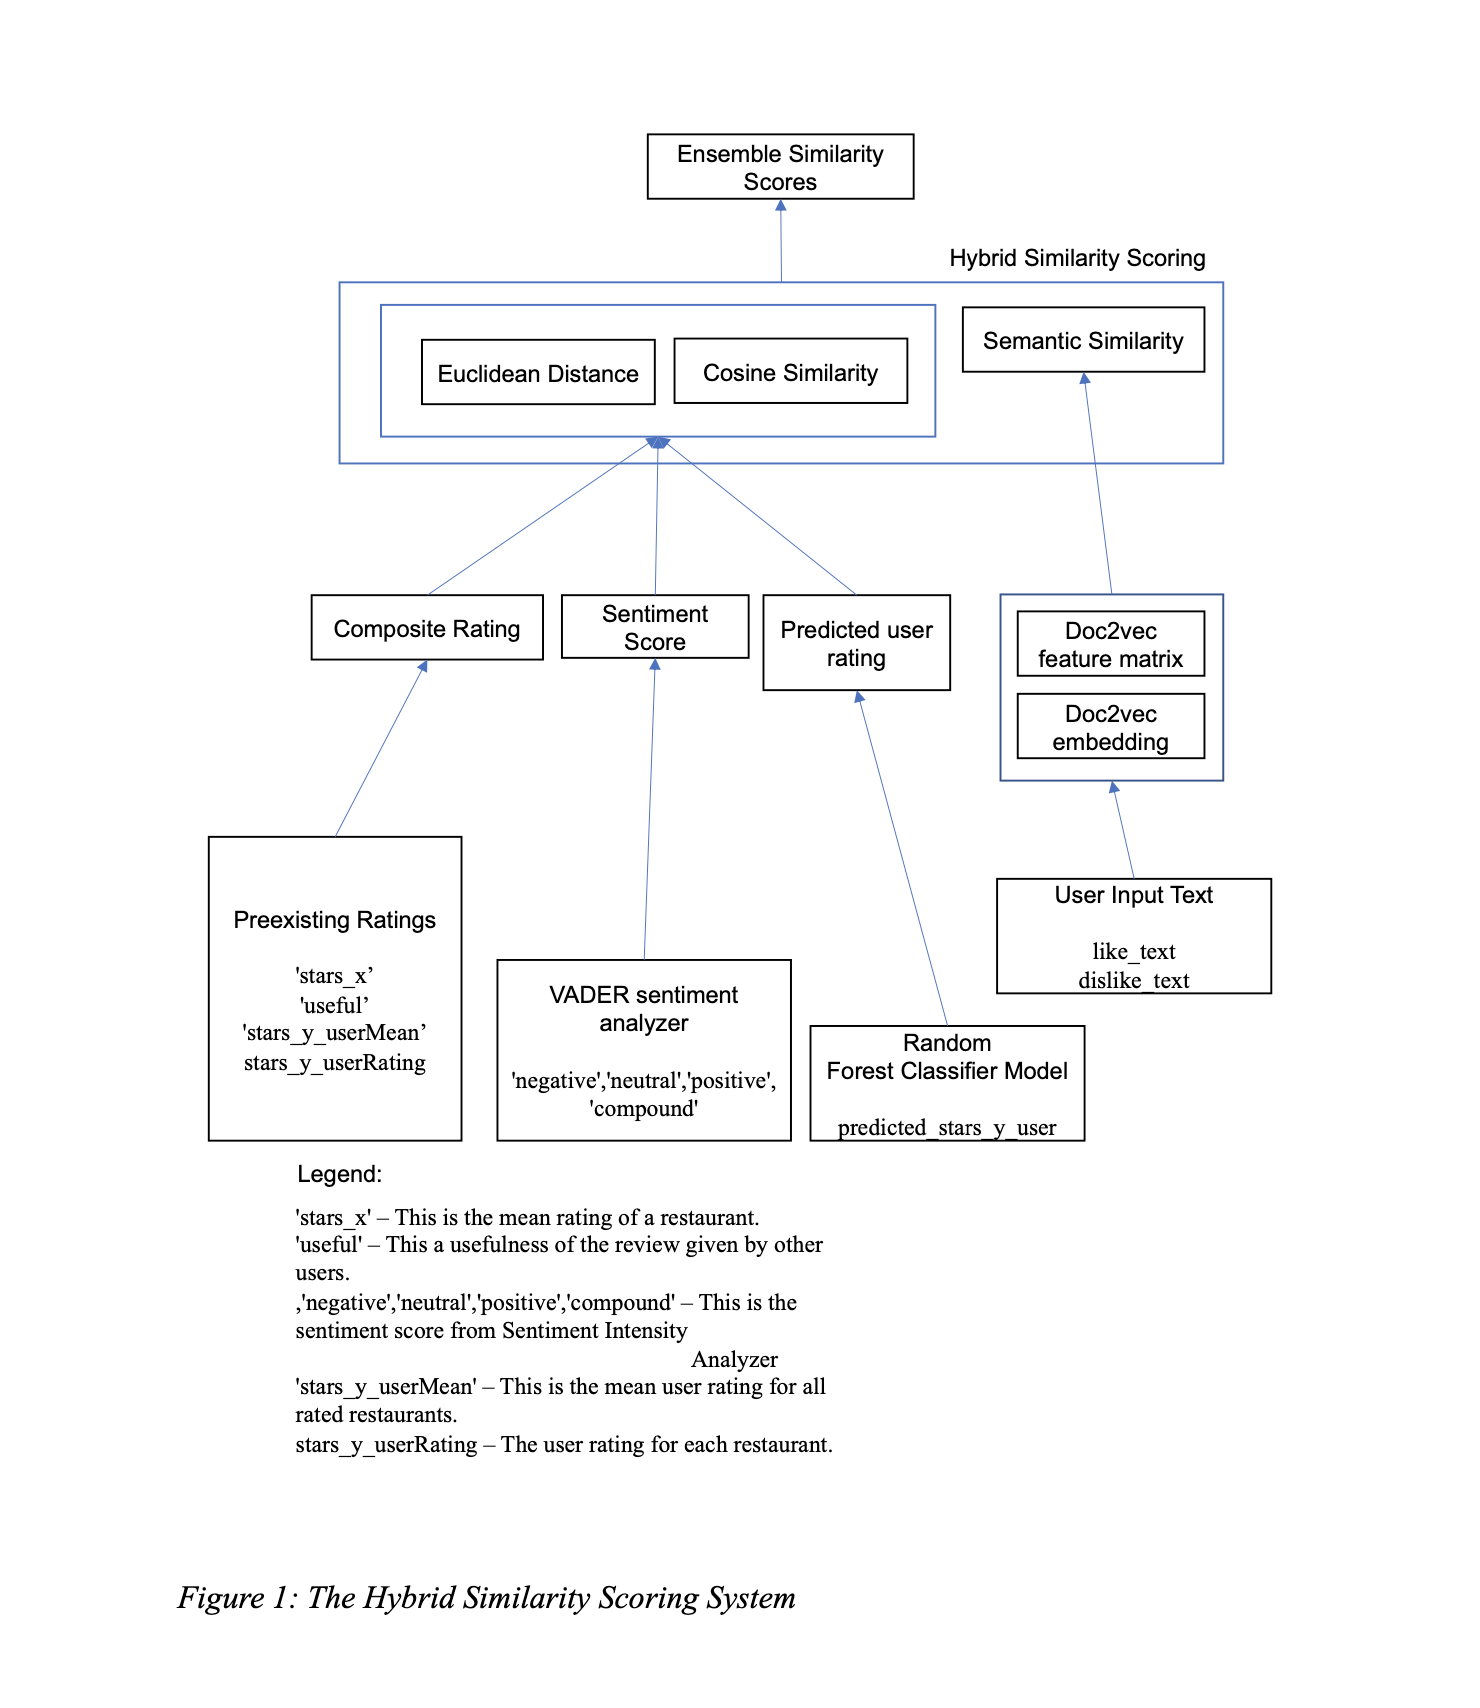 Ensemble Similarity
Scores
Hybrid Similarity Scoring
Euclidean Distance
Cosine Similarity
Semantic Similarity
Composite Rating
Sentiment
Score
Predicted user
rating
Doc2vec
feature matrix
Doc2vec
embedding
Preexisting Ratings
'stars_x’
'useful’
'stars_y_userMean’
stars_y_userRating
VADER sentiment
analyzer
'negative','neutral','positive',
'compound'
Random
Forest Classifier Model
predicted_stars_y_user
User Input Text
like_text
dislike_text
Legend:
'stars_x' – This is the mean rating of a restaurant.
'useful' – This a usefulness of the review given by other
users.
,'negative','neutral','positive','compound' – This is the
sentiment score from Sentiment Intensity
Analyzer
'stars_y_userMean' – This is the mean user rating for all
rated restaurants.
stars_y_userRating – The user rating for each restaurant.
Figure 1: The Hybrid Similarity Scoring System